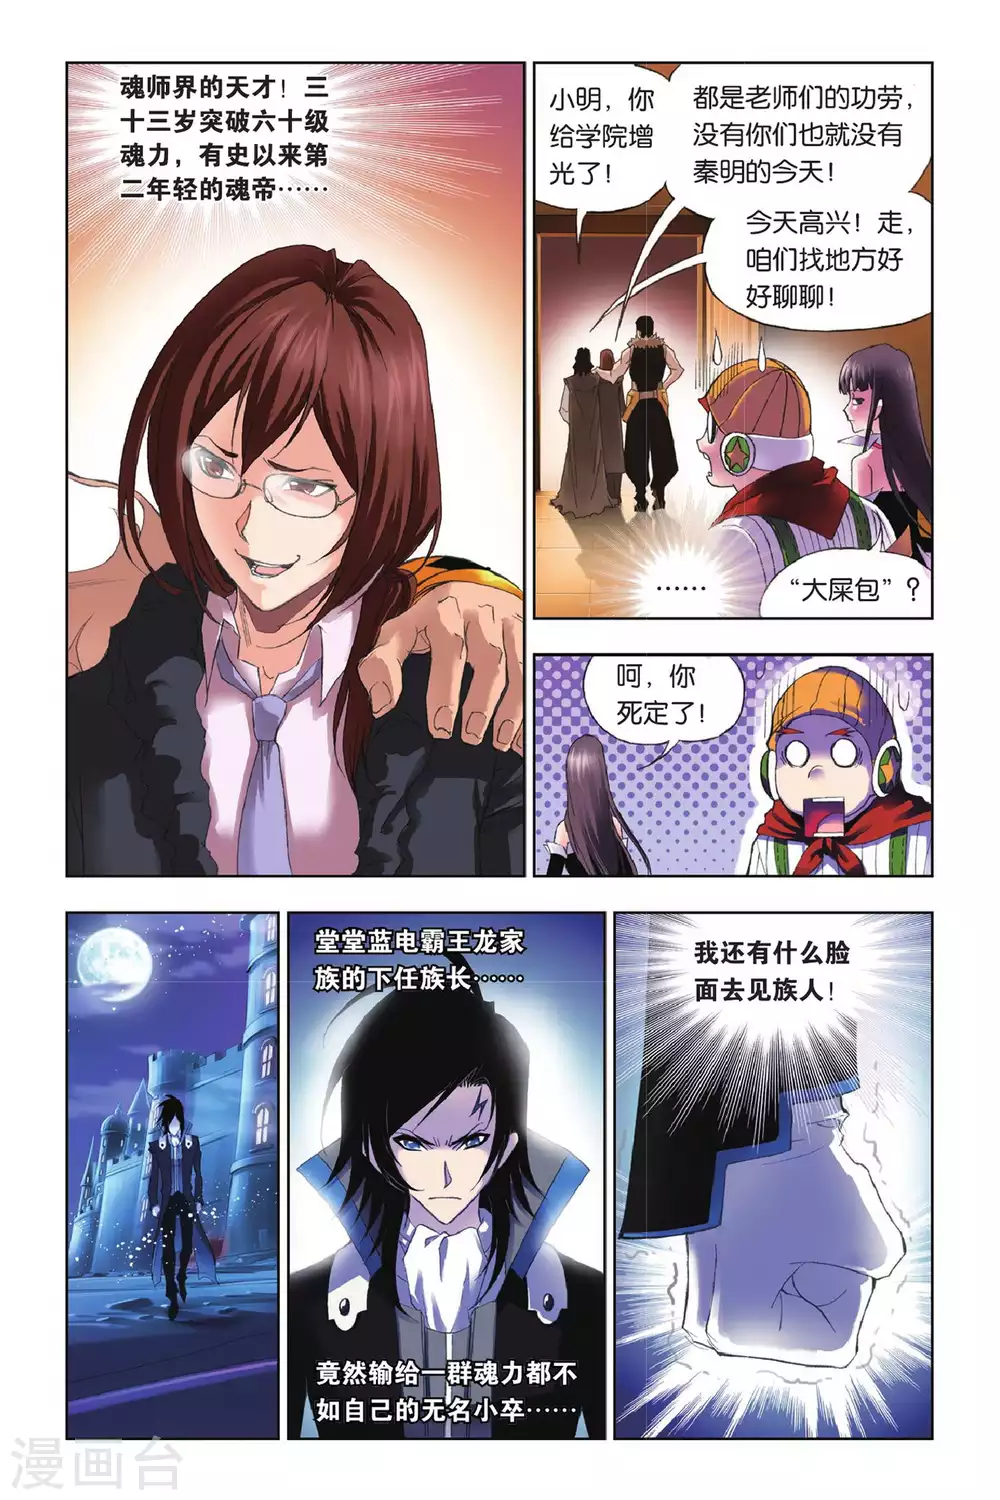 魂师界的天才！三
十三岁突破六十级
魂力，有史以来第
二年轻的魂帝……
小明，你
给学院增
光了！
都是老师们的功劳，
没有你们也就没有
秦明的今天！
今天高兴！走，
咱们找地方好
好聊聊！
……
“大屎包”？
呵，你
死定了！
堂堂蓝电霸王龙家
族的下任族长……
竟然输给一群魂力都不
如自己的无名小卒……
我还有什么脸
面去见族人！
漫画台